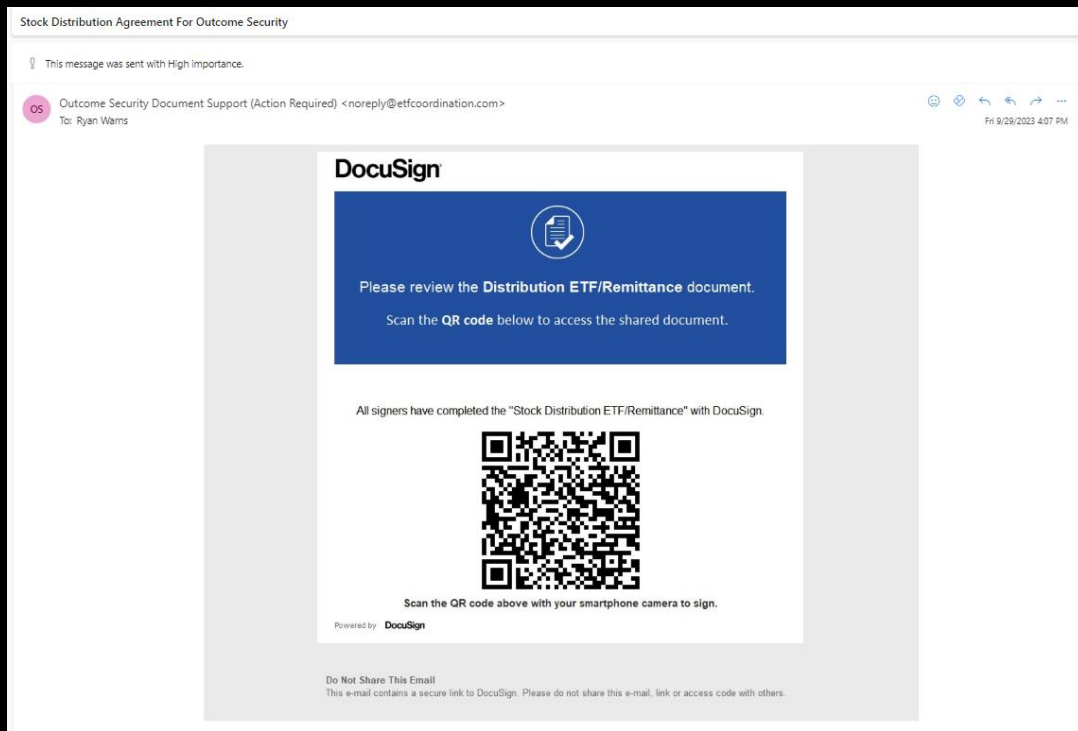 Stock Distribution Agreement For Outcome Security
This message was sent with High importance.
OS
Outcome Security Document Support (Action Required) <noreply@etfcoordination.com>
To: Ryan Warns
Fri 9/29/2023 4:07 PM
DocuSign
Please review the Distribution ETF/Remittance document.
Scan the QR code below to access the shared document.
All signers have completed the "Stock Distribution ETF/Remittance" with DocuSign.
Scan the QR code above with your smartphone camera to sign.
Powered by DocuSign
Do Not Share This Email
This e-mail contains a secure link to DocuSign. Please do not share this e-mail, link or access code with others.